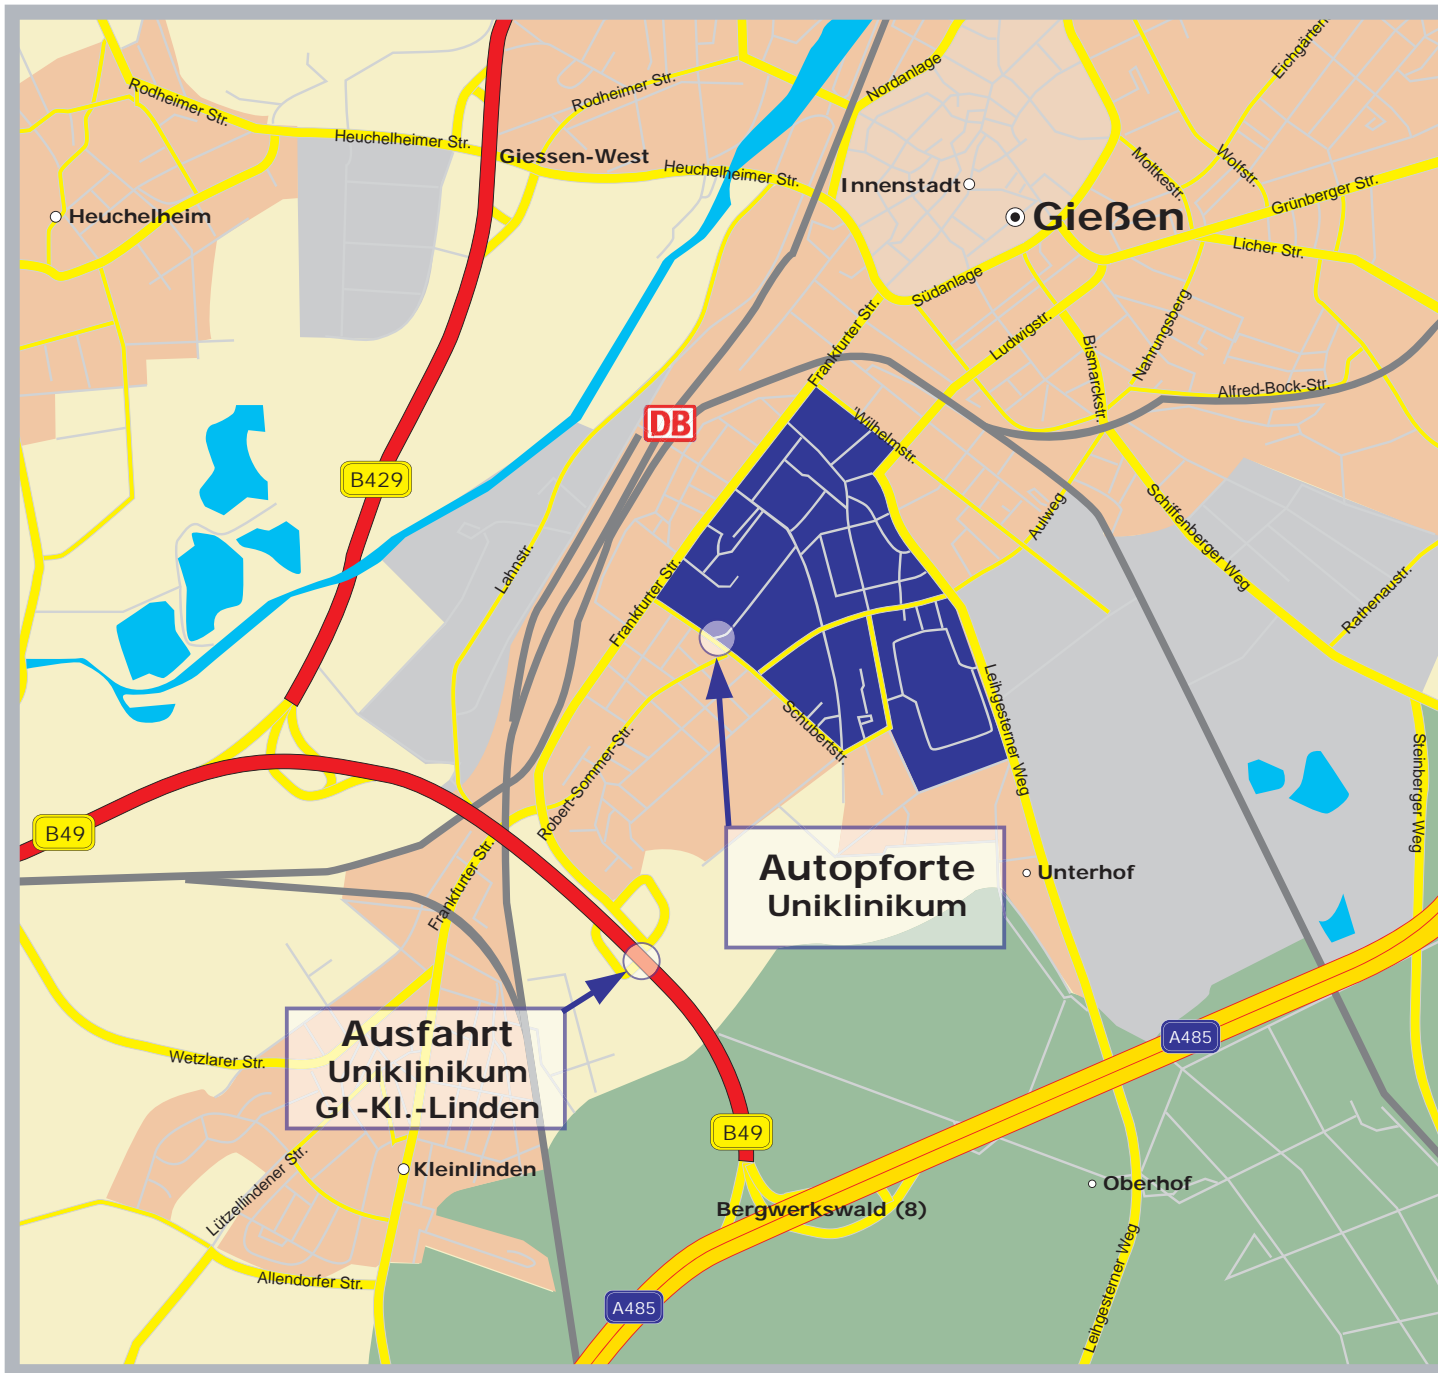 Eichgärten
Nordanlage
Rodheimer Str.
Rodheimer Str.
Heuchelheimer Str.
Giessen-West
Heuchelheimer Str.
Innenstadt
Moltkestr.
Wolfstr.
Grünberger Str.
Heuchelheim
Gießen
Licher Str.
Südanlage
Nahrungsberg
Frankfurter Str.
Ludwigstr.
Bismarckstr.
Alfred-Bock-Str.
DB
'Wilhelmstr.
B429
Aulweg
Schiffenberger Weg
Lahnstr.
Frankfurter Str.
Rathenaustr.
Leihgesterner Weg
Schubertstr.
Robert-Sommer-Str.
Steinberger Weg
B49
Frankfurter Str.
Autopforte
Uniklinikum
Unterhof
Ausfahrt
Uniklinikum
GI-Kl.-Linden
A485
Wetzlarer Str.
B49
Kleinlinden
Lützellindener Str.
Oberhof
Bergwerkswald (8)
Leihgesterner Weg
Allendorfer Str.
A485